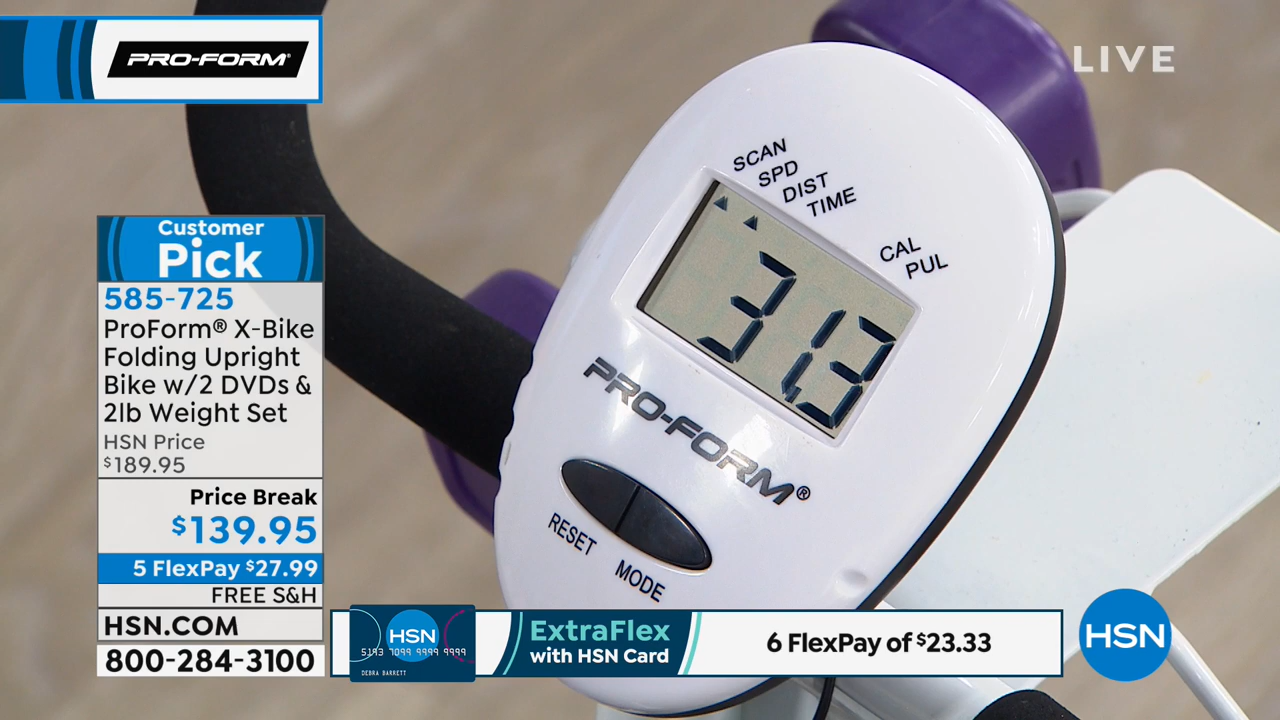 PRO-FORM®
LIVE
Customer
Pick
585-725
ProForm® X-Bike
Folding Upright
Bike w/2 DVDs &
2lb Weight Set
HSN Price
$189.95
Price Break
$139.95
5 FlexPay $27.99
FREE S&H
HSN.COM
800-284-3100
SCAN
SPD
DIST
TIME
CAL
PUL
31.3
PRO-FORM®
RESET
MODE
HSN
5193 7099 9999 9999
DEBRA BARRETT
ExtraFlex
with HSN Card
6 FlexPay of $23.33
HSN